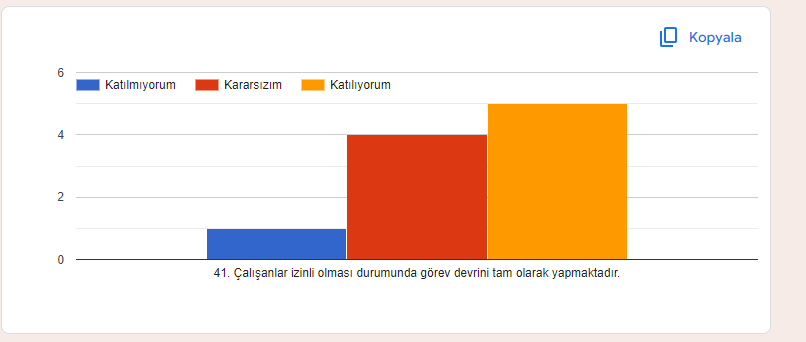 Kopyala
6
Katılmıyorum Kararsızım Katılıyorum
4
2
0
41. Çalışanlar izinli olması durumunda görev devrini tam olarak yapmaktadır.